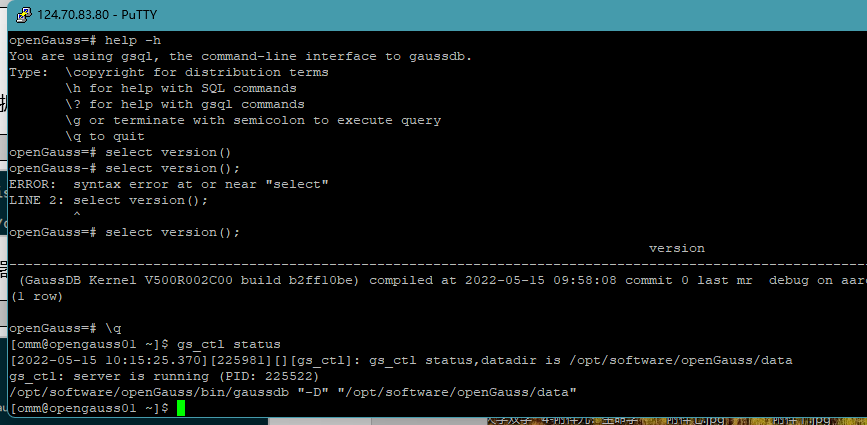 124.70.83.80 - PuTTY
openGauss=# help -h
You are using gsql, the command-line interface to gaussdb.
Type:  \copyright for distribution terms
       \h for help with SQL commands
       \? for help with gsql commands
       \g or terminate with semicolon to execute query
       \q to quit
openGauss=# select version()
openGauss-# select version();
ERROR:  syntax error at or near "select"
LINE 2: select version();
        ^
openGauss=# select version();
version
--------------------------------------------------------------------------------------------------------
 (GaussDB Kernel V500R002C00 build b2ff10be) compiled at 2022-05-15 09:58:08 commit 0 last mr  debug on aar
(1 row)
openGauss=# \q
[omm@opengauss01 ~]$ gs_ctl status
[2022-05-15 10:15:25.370][225981][][gs_ctl]: gs_ctl status,datadir is /opt/software/openGauss/data
gs_ctl: server is running (PID: 225522)
/opt/software/openGauss/bin/gaussdb "-D" "/opt/software/openGauss/data"
[omm@opengauss01 ~]$